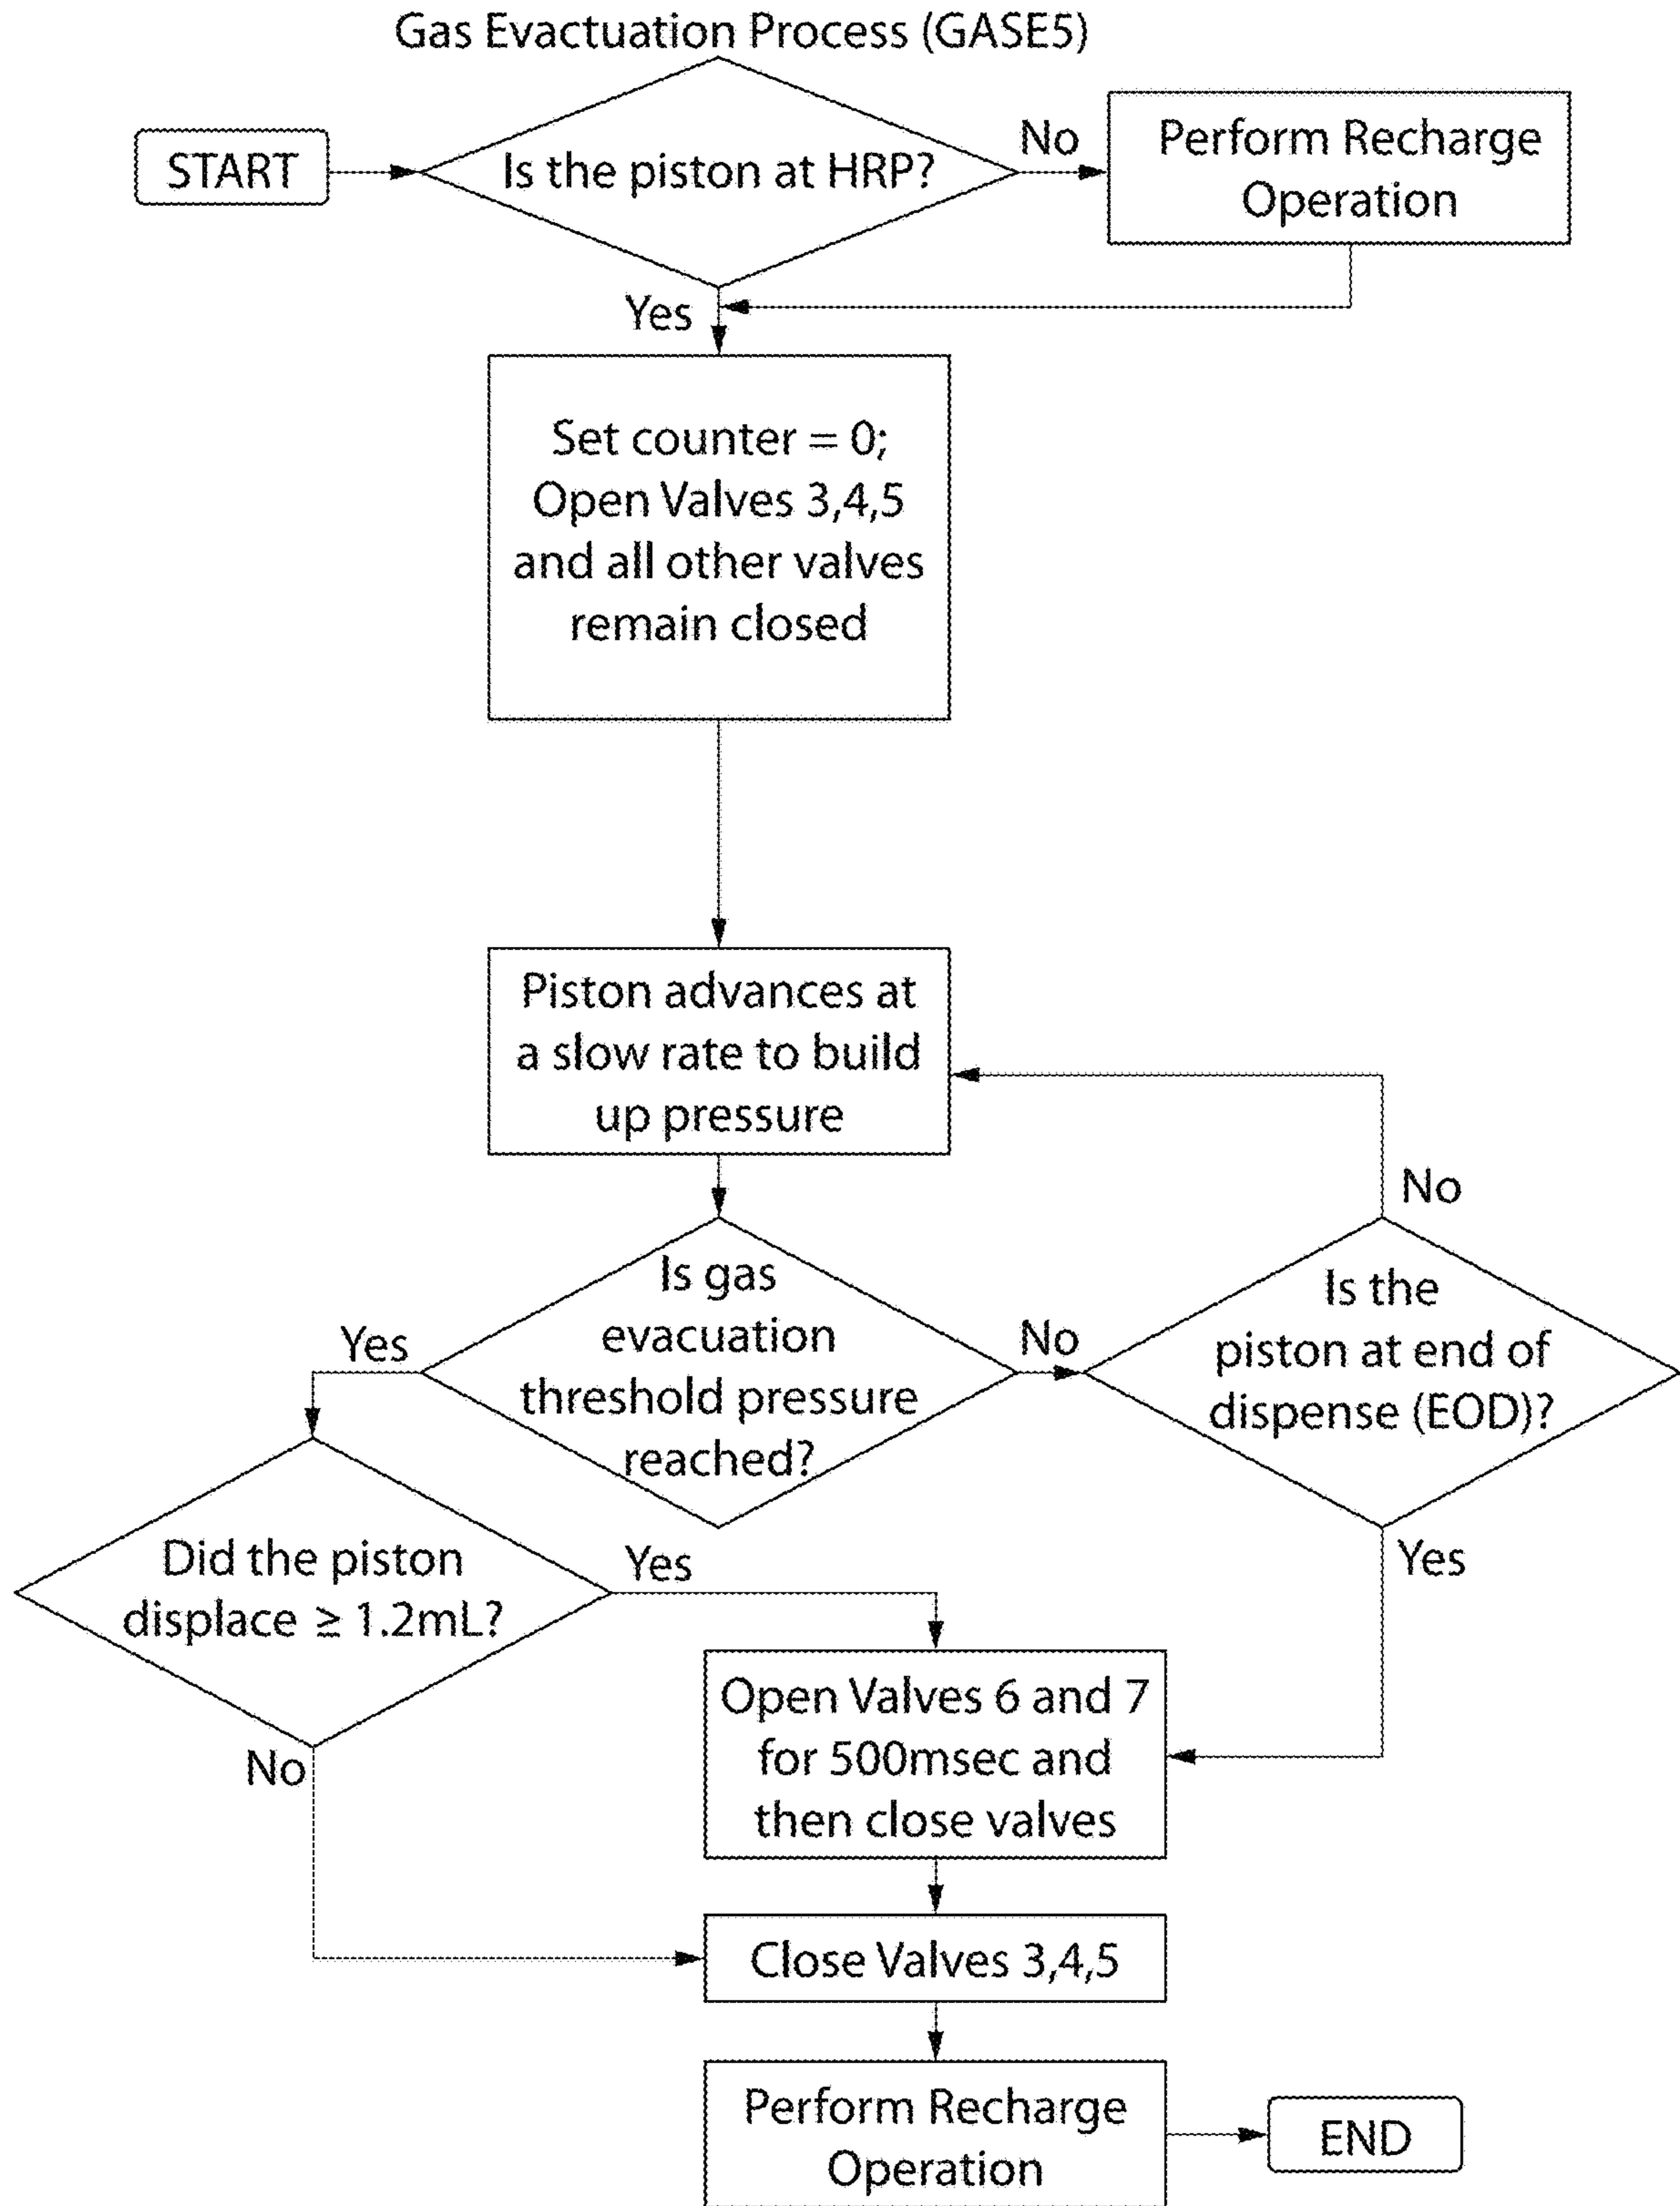 Gas Evactuation Process (GASE5)
START
Is the piston at HRP?
No
Perform Recharge
Operation
Yes
Set counter = 0;
Open Valves 3,4,5
and all other valves
remain closed
Piston advances at
a slow rate to build
up pressure
No
Is gas
evacuation
threshold pressure
reached?
Yes
No
Is the
piston at end of
dispense (EOD)?
Yes
Did the piston
displace ≥ 1.2mL?
Yes
No
Open Valves 6 and 7
for 500msec and
then close valves
Close Valves 3,4,5
Perform Recharge
Operation
END